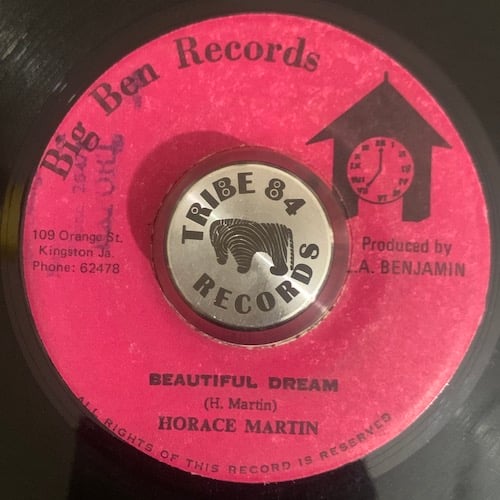 Big Ben Records
109 Orange St.
Kingston Ja.
Phone: 62478
TRIBE 84
RECORDS
Produced by
.A. BENJAMIN
BEAUTIFUL DREAM
(H. Martin)
HORACE MARTIN
ALL RIGHTS OF THIS RECORD IS RESERVED